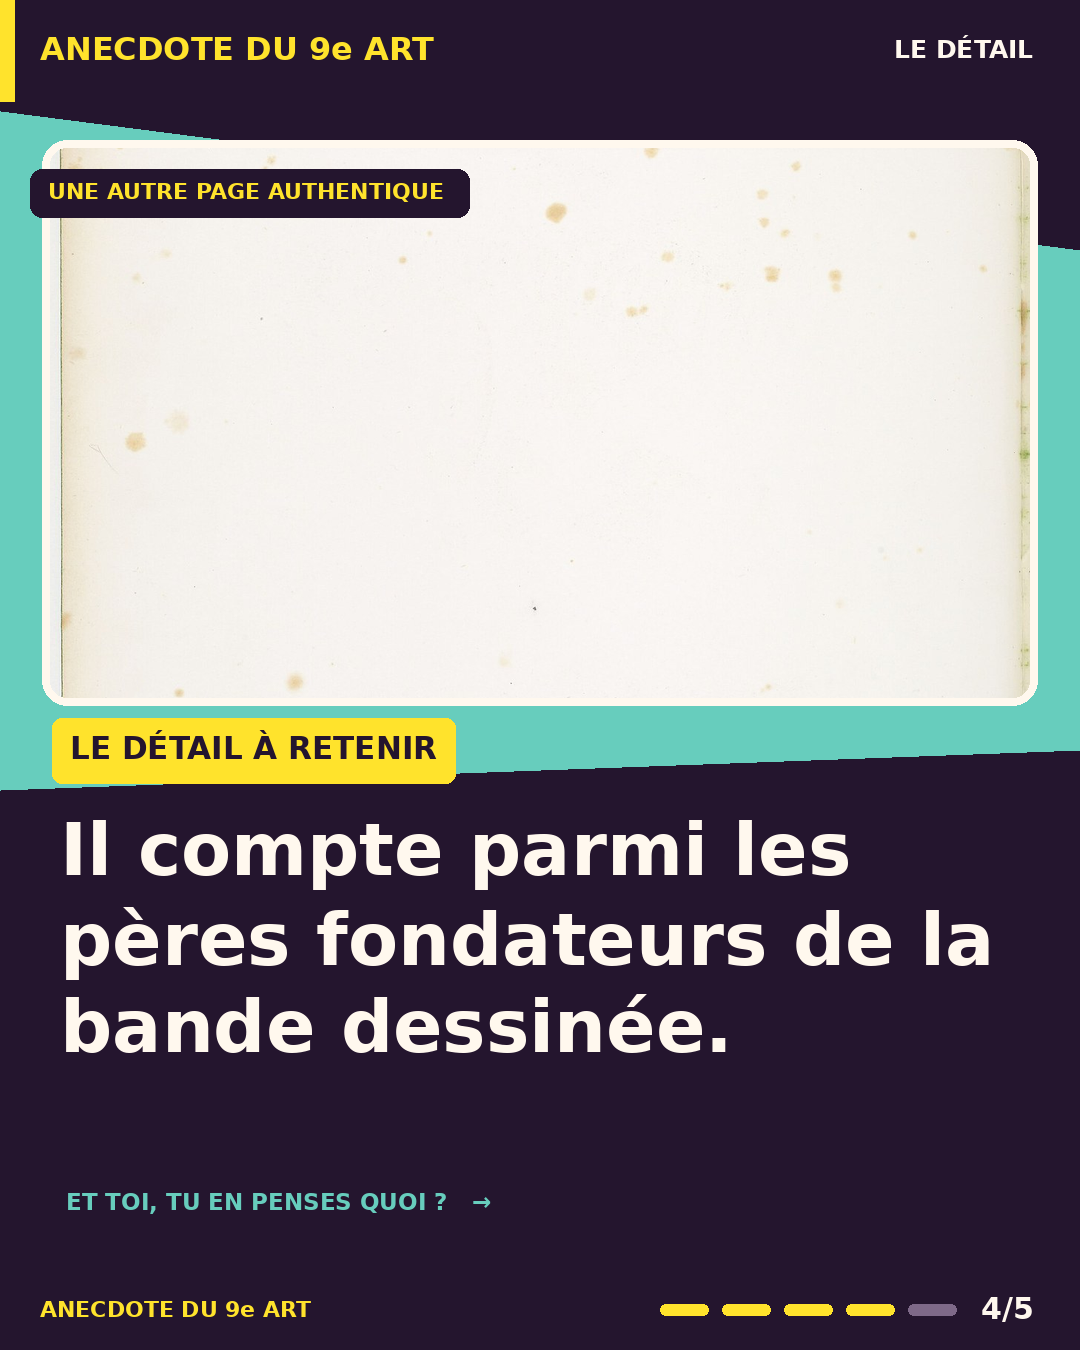 ANECDOTE DU 9e ART
LE DÉTAIL
UNE AUTRE PAGE AUTHENTIQUE
LE DÉTAIL À RETENIR
Il compte parmi les
pères fondateurs de la
bande dessinée.
ET TOI, TU EN PENSES QUOI ? →
ANECDOTE DU 9e ART
4/5